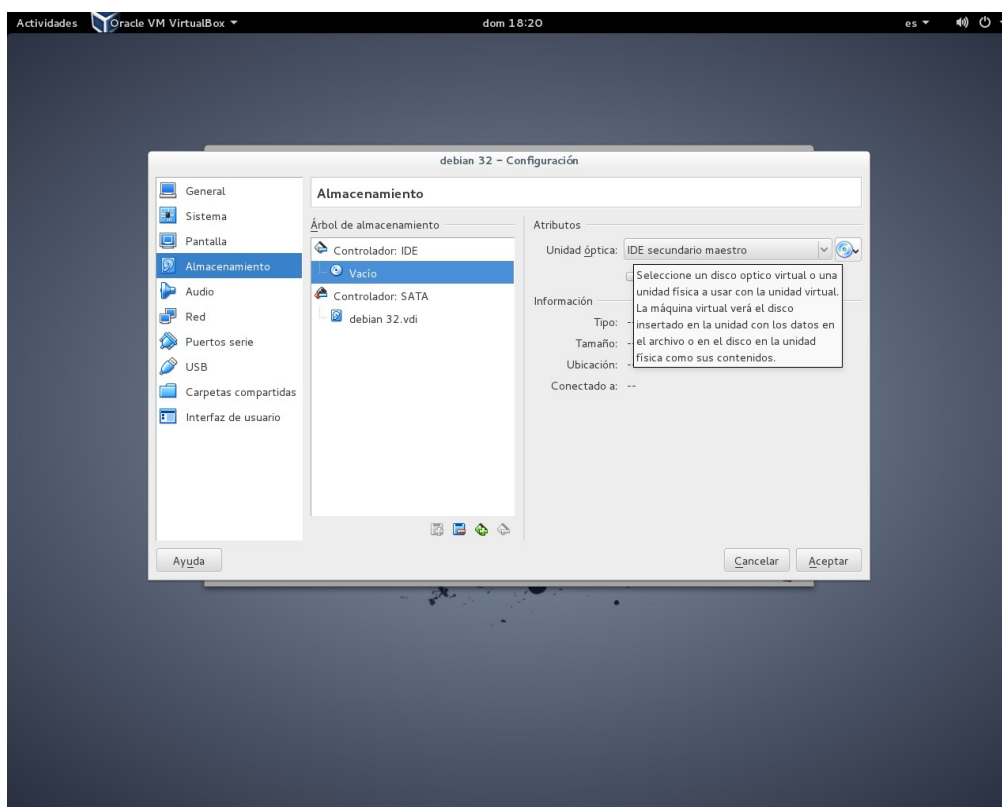 Actividades Oracle VM VirtualBox dom 18:20 es
debian 32 - Configuración
General
Sistema
Pantalla
Almacenamiento
Audio
Red
Puertos serie
USB
Carpetas compartidas
Interfaz de usuario
Almacenamiento
Árbol de almacenamiento
Controlador: IDE
Vacío
Controlador: SATA
debian 32.vdi
Atributos
Unidad óptica: IDE secundario maestro
Seleccione un disco optico virtual o una
unidad física a usar con la unidad virtual.
La máquina virtual verá el disco
insertado en la unidad con los datos en
el archivo o en el disco en la unidad
física como sus contenidos.
Información
Tipo: -
Tamaño: -
Ubicación: -
Conectado a: --
Ayuda
Cancelar
Aceptar